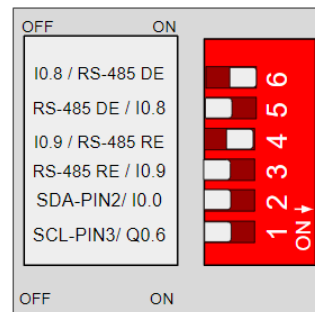 OFF ON
I0.8 / RS-485 DE
RS-485 DE / I0.8
I0.9 / RS-485 RE
RS-485 RE / I0.9
SDA-PIN2/ I0.0
SCL-PIN3/ Q0.6
OFF ON
6
5
4
3
2
1
ON